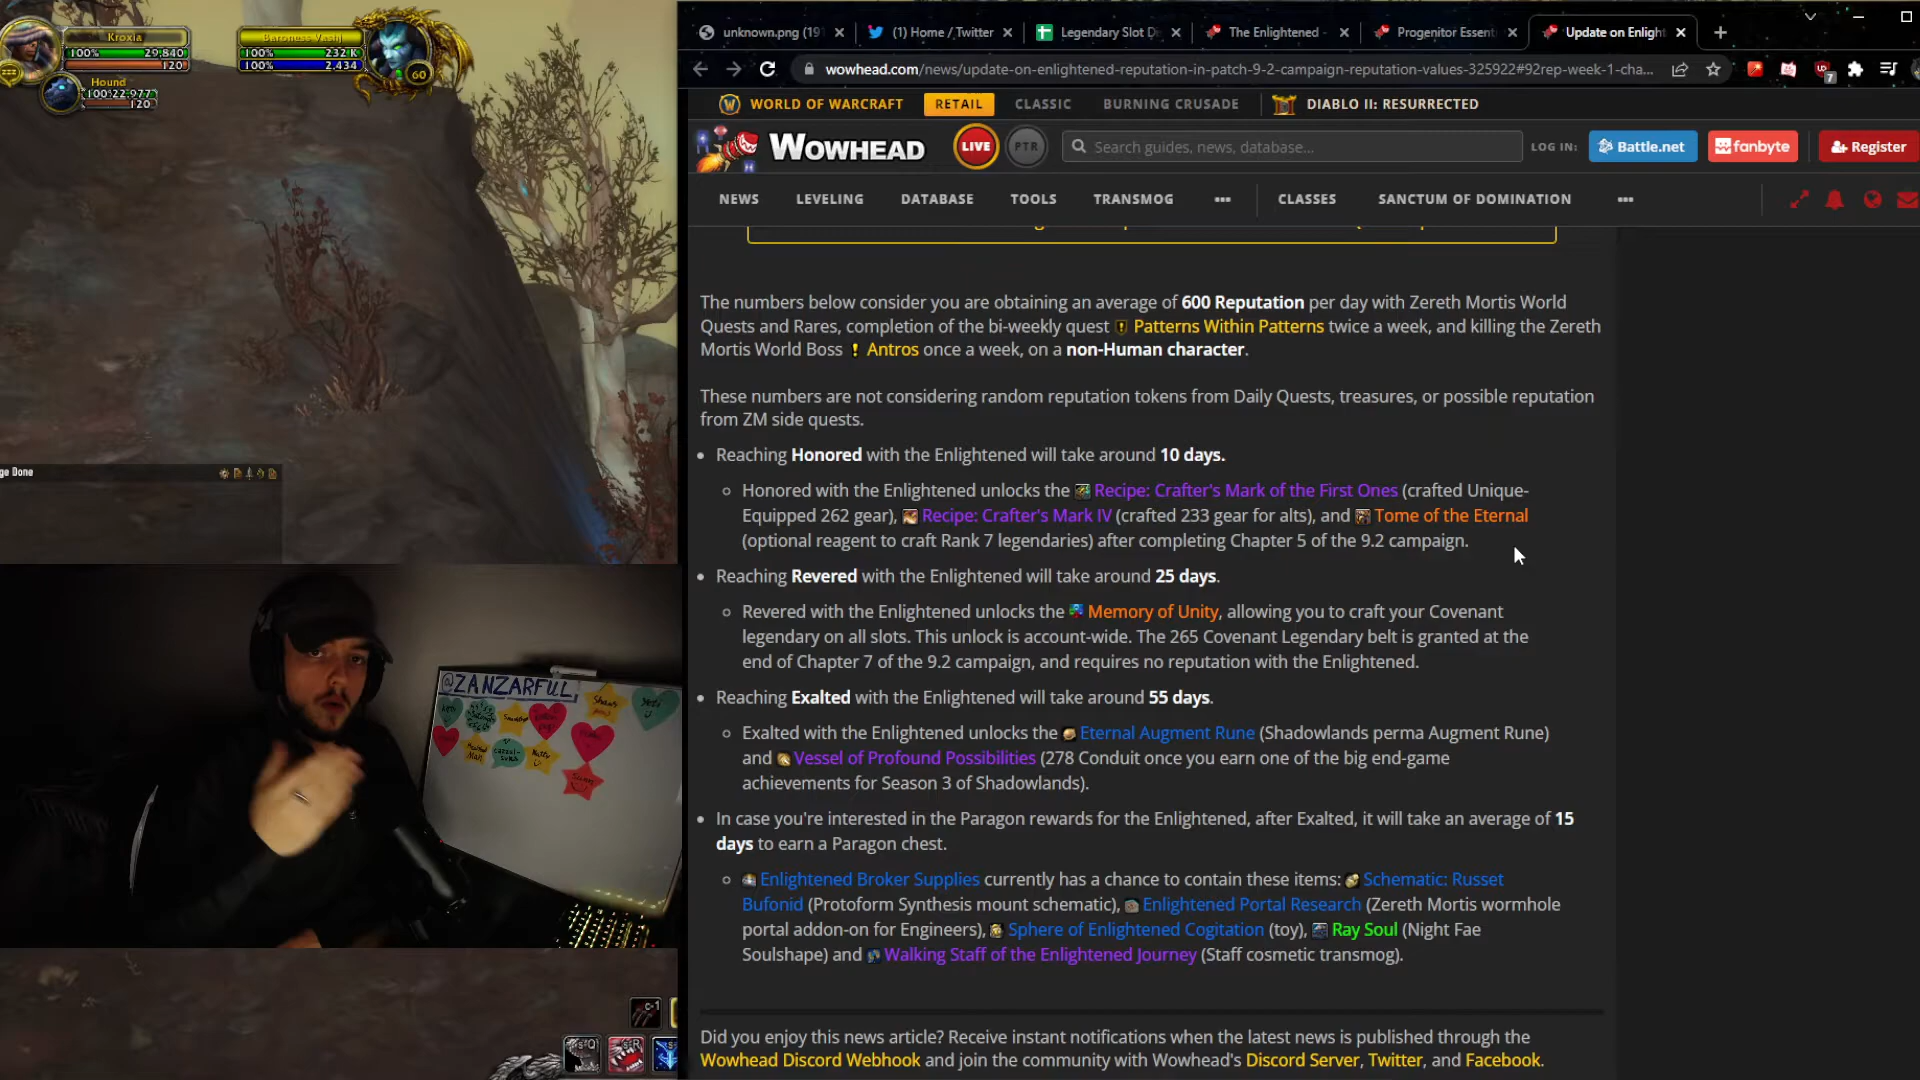 Kroxia
100% 29,840
120
Hound
100% 22,977
120
Baroness Vashj
100% 232 K
100% 2,434
60
unknown.png (19
(1) Home / Twitter
Legendary Slot D
The Enlightened -
Progenitor Essent
Update on Enligh
wowhead.com/news/update-on-enlightened-reputation-in-patch-9-2-campaign-reputation-values-325922#92rep-week-1-cha...
7
WORLD OF WARCRAFT RETAIL CLASSIC BURNING CRUSADE DIABLO II: RESURRECTED
WOWHEAD LIVE PTR Search guides, news, database... LOG IN: Battle.net fanbyte Register
NEWS LEVELING DATABASE TOOLS TRANSMOG ••• CLASSES SANCTUM OF DOMINATION •••
The numbers below consider you are obtaining an average of 600 Reputation per day with Zereth Mortis World
Quests and Rares, completion of the bi-weekly quest Patterns Within Patterns twice a week, and killing the Zereth
Mortis World Boss Antros once a week, on a non-Human character.
These numbers are not considering random reputation tokens from Daily Quests, treasures, or possible reputation
from ZM side quests.
• Reaching Honored with the Enlightened will take around 10 days.
Honored with the Enlightened unlocks the Recipe: Crafter's Mark of the First Ones (crafted Unique-
Equipped 262 gear), Recipe: Crafter's Mark IV (crafted 233 gear for alts), and Tome of the Eternal
(optional reagent to craft Rank 7 legendaries) after completing Chapter 5 of the 9.2 campaign.
• Reaching Revered with the Enlightened will take around 25 days.
Revered with the Enlightened unlocks the Memory of Unity, allowing you to craft your Covenant
legendary on all slots. This unlock is account-wide. The 265 Covenant Legendary belt is granted at the
end of Chapter 7 of the 9.2 campaign, and requires no reputation with the Enlightened.
• Reaching Exalted with the Enlightened will take around 55 days.
Exalted with the Enlightened unlocks the Eternal Augment Rune (Shadowlands perma Augment Rune)
and Vessel of Profound Possibilities (278 Conduit once you earn one of the big end-game
achievements for Season 3 of Shadowlands).
• In case you're interested in the Paragon rewards for the Enlightened, after Exalted, it will take an average of 15
days to earn a Paragon chest.
Enlightened Broker Supplies currently has a chance to contain these items: Schematic: Russet
Bufonid (Protoform Synthesis mount schematic), Enlightened Portal Research (Zereth Mortis wormhole
portal addon-on for Engineers), Sphere of Enlightened Cogitation (toy), Ray Soul (Night Fae
Soulshape) and Walking Staff of the Enlightened Journey (Staff cosmetic transmog).
Did you enjoy this news article? Receive instant notifications when the latest news is published through the
Wowhead Discord Webhook and join the community with Wowhead's Discord Server, Twitter, and Facebook.
ge Done
@ZANZARFUL
c-1